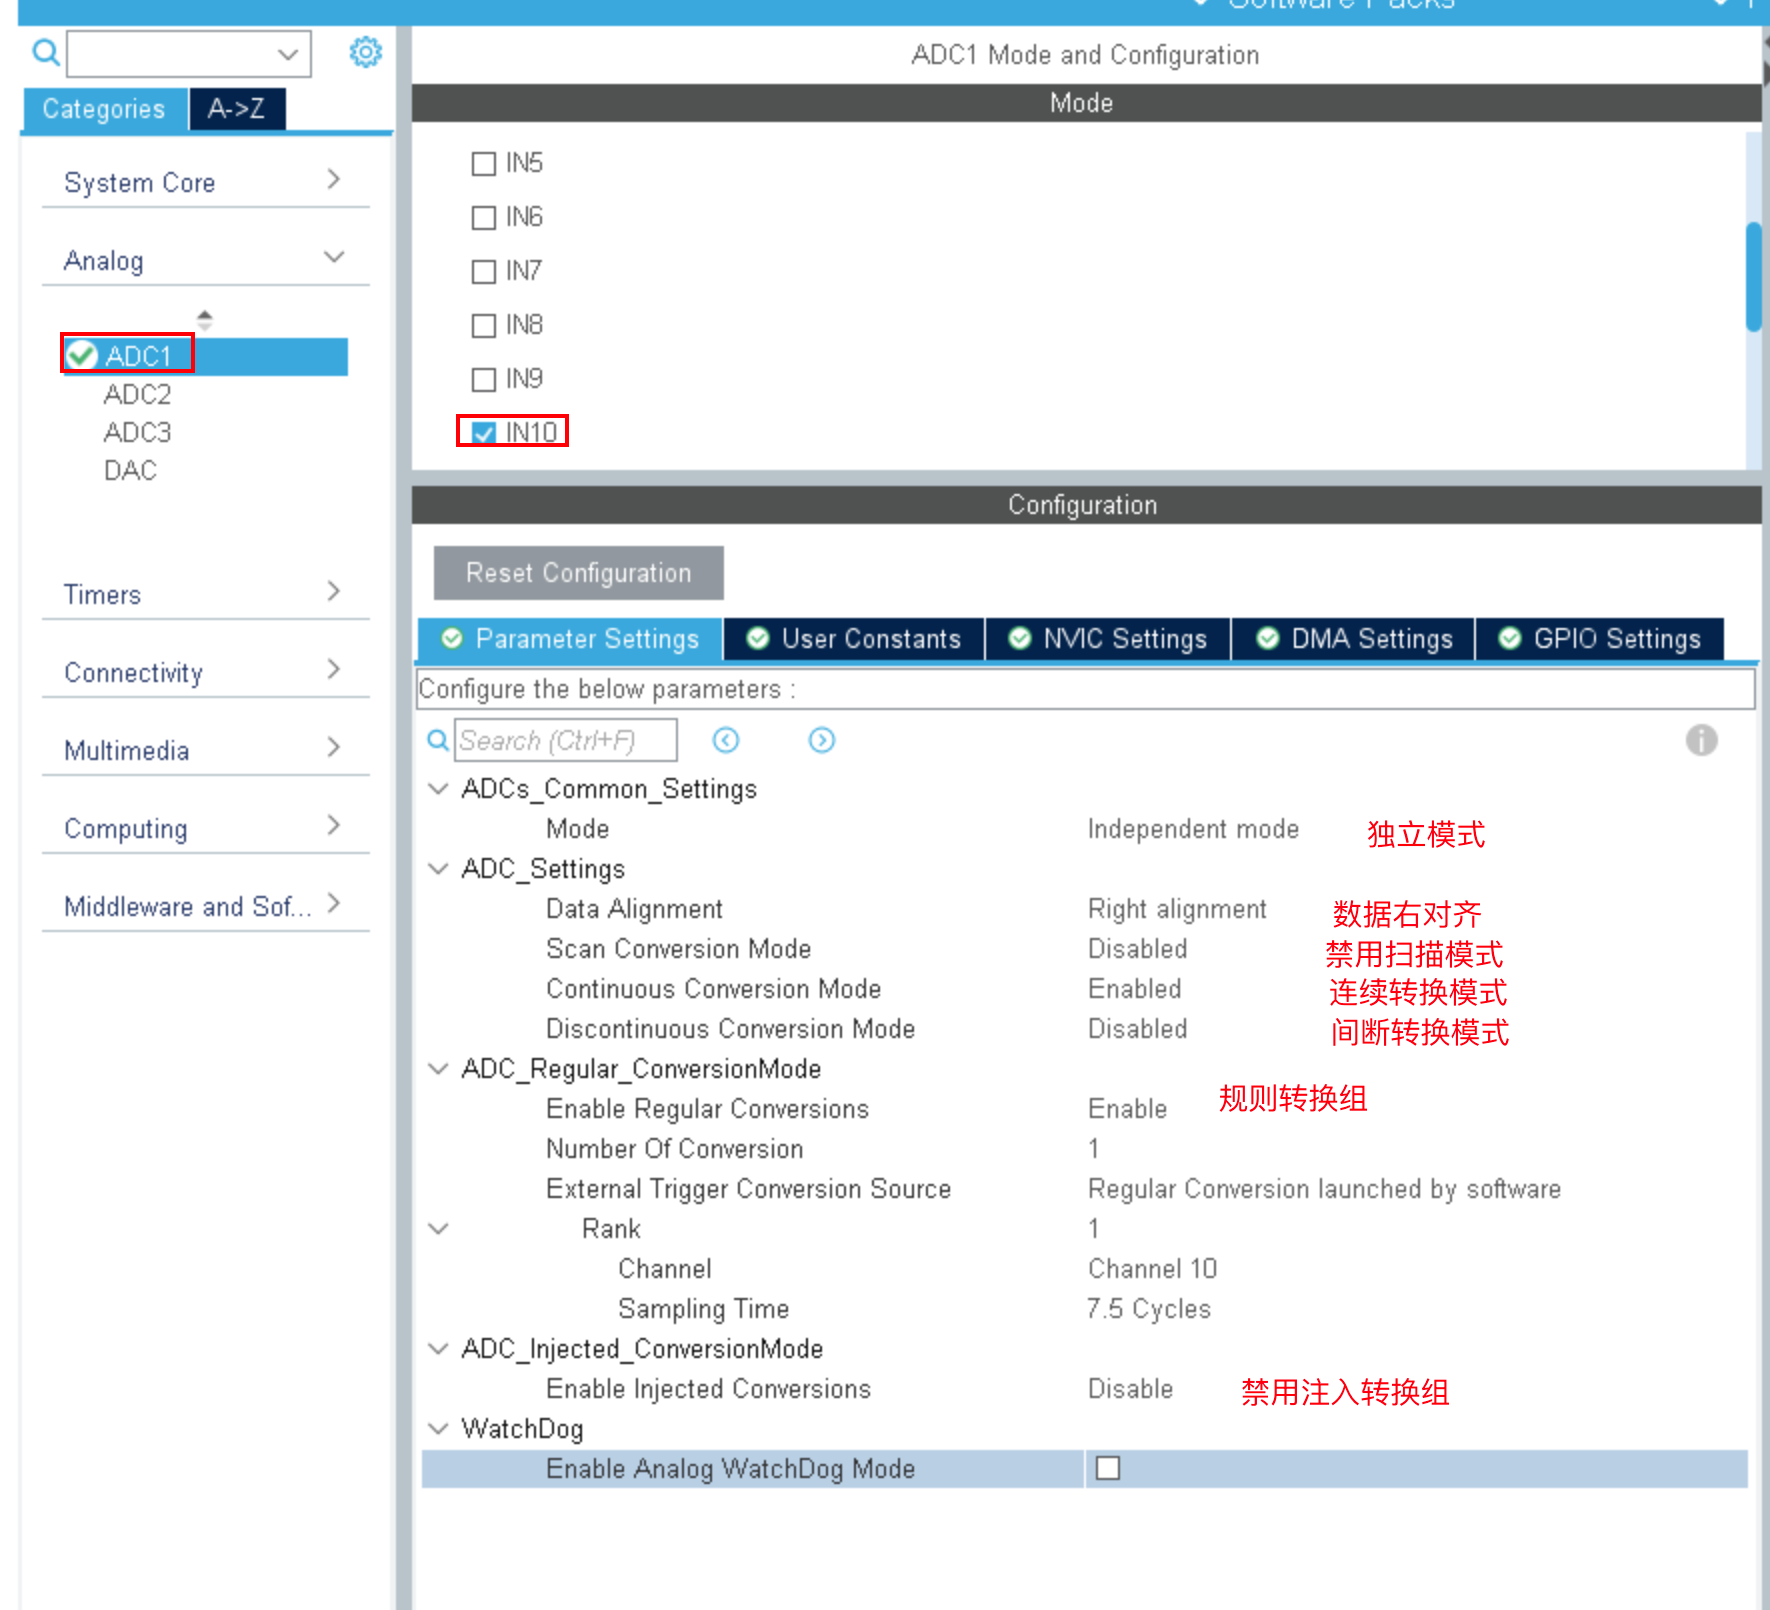 Software Packs
Categories
A->Z
System Core
Analog
ADC1
ADC2
ADC3
DAC
Timers
Connectivity
Multimedia
Computing
Middleware and Sof...
ADC1 Mode and Configuration
Mode
IN5
IN6
IN7
IN8
IN9
IN10
Configuration
Reset Configuration
Parameter Settings
User Constants
NVIC Settings
DMA Settings
GPIO Settings
Configure the below parameters :
Search (Ctrl+F)
ADCs_Common_Settings
Mode Independent mode 独立模式
ADC_Settings
Data Alignment Right alignment 数据右对齐
Scan Conversion Mode Disabled 禁用扫描模式
Continuous Conversion Mode Enabled 连续转换模式
Discontinuous Conversion Mode Disabled 间断转换模式
ADC_Regular_ConversionMode
Enable Regular Conversions Enable 规则转换组
Number Of Conversion 1
External Trigger Conversion Source Regular Conversion launched by software
Rank 1
Channel Channel 10
Sampling Time 7.5 Cycles
ADC_Injected_ConversionMode
Enable Injected Conversions Disable 禁用注入转换组
WatchDog
Enable Analog WatchDog Mode